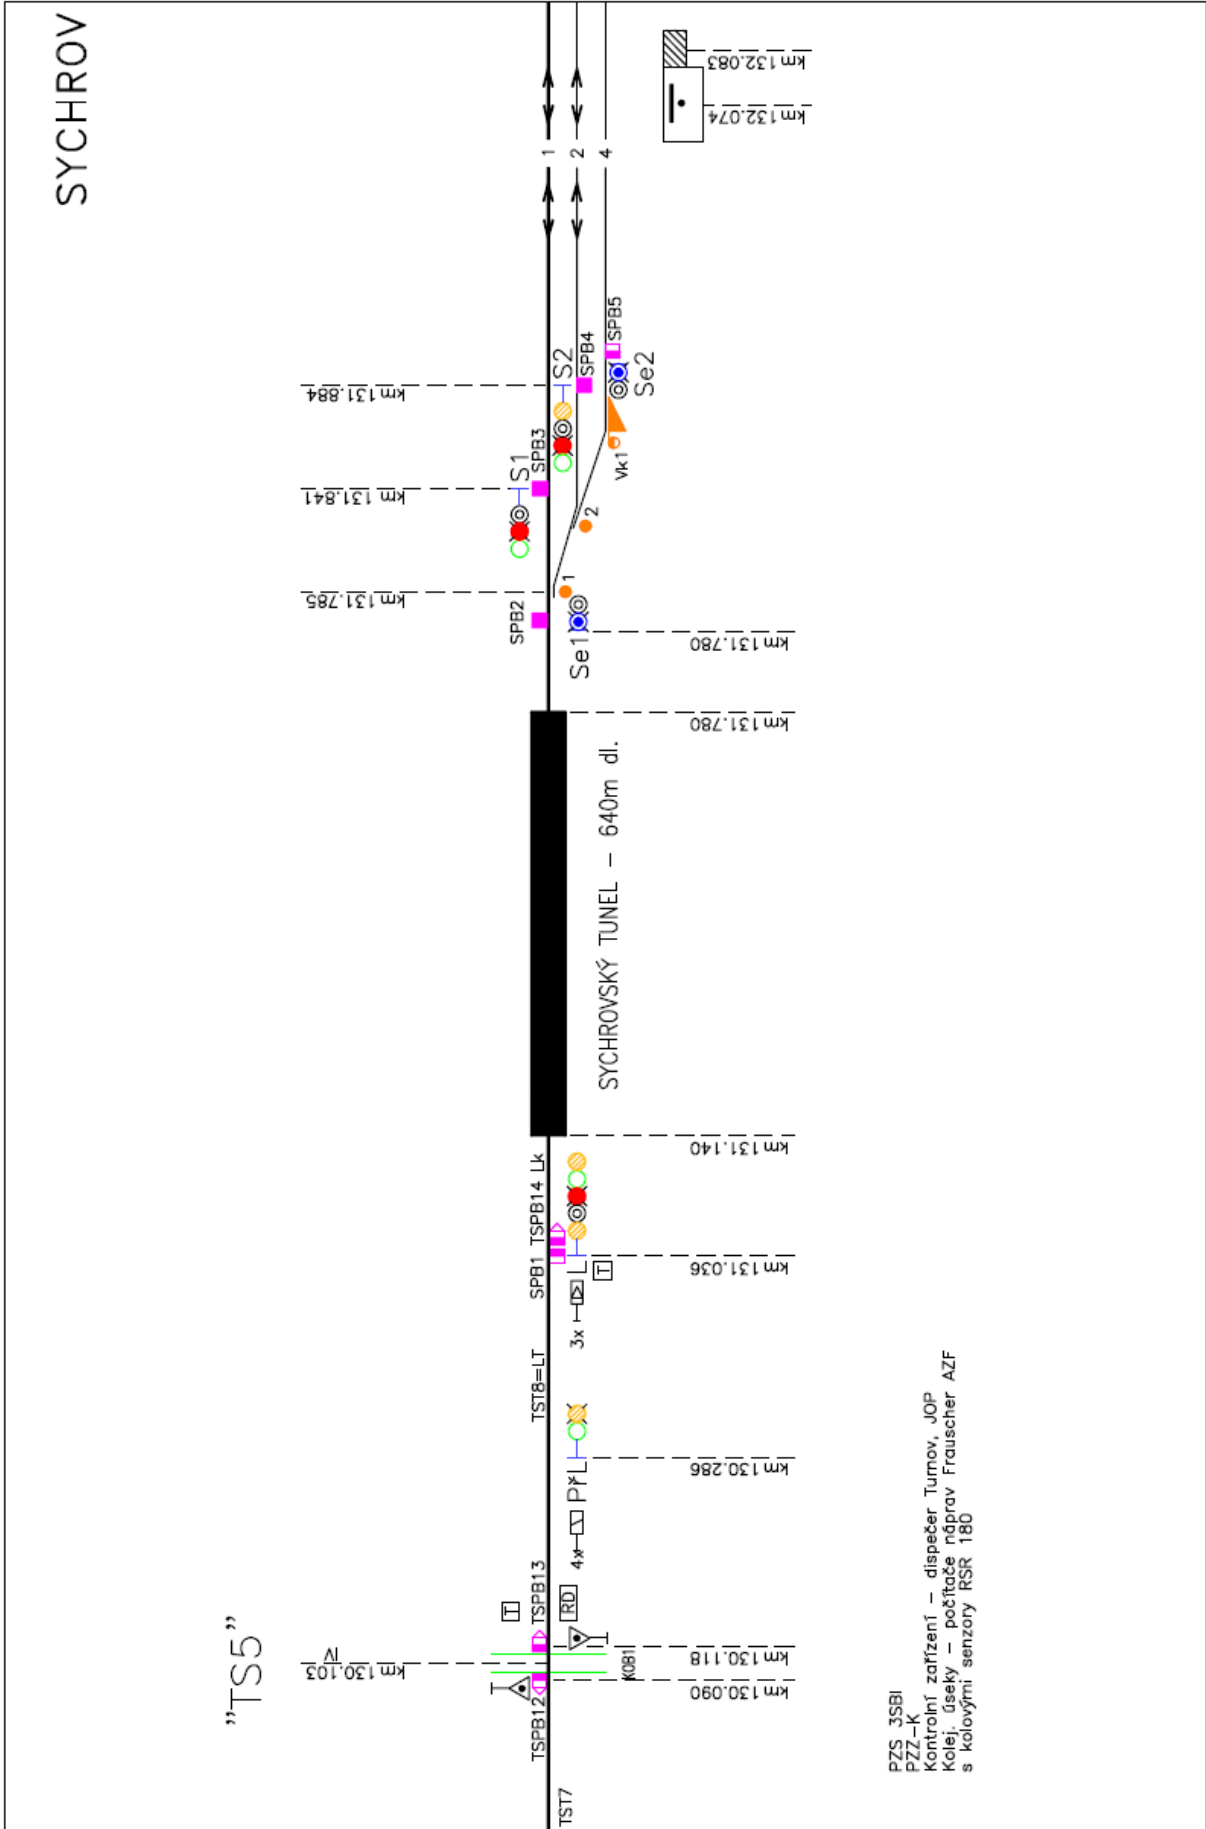 SYCHROV
km 132.083
km 132.074
1
2
4
SPB5
SPB4
S2
Se2
km 131.884
SPB3
S1
Vk1
km 131.841
2
1
km 131.785
SPB2
Se1
km 131.780
km 131.780
SYCHROVSKÝ TUNEL – 640m dl.
km 131.140
Lk
TSPB14
SPB1
L
T
km 131.036
3x
TST8=LT
PřL
km 130.286
4x
"TS5"
T
TSPB13
RD
IV
km 130.103
km 130.118
KOB1
km 130.090
TSPB12
TST7
PZS 3SBI
PZZ–K
Kontrolní zařízení – dispečer Turnov, JOP
Kolej. úseky – počítače náprav Frauscher AZF
s kolovými senzory RSR 180